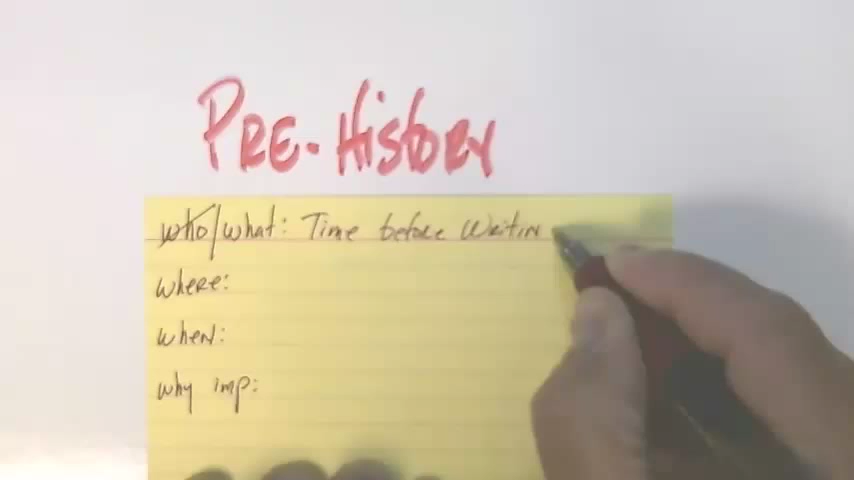 PRE-HISTORY
who/what: Time before Writin
where:
when:
why imp: